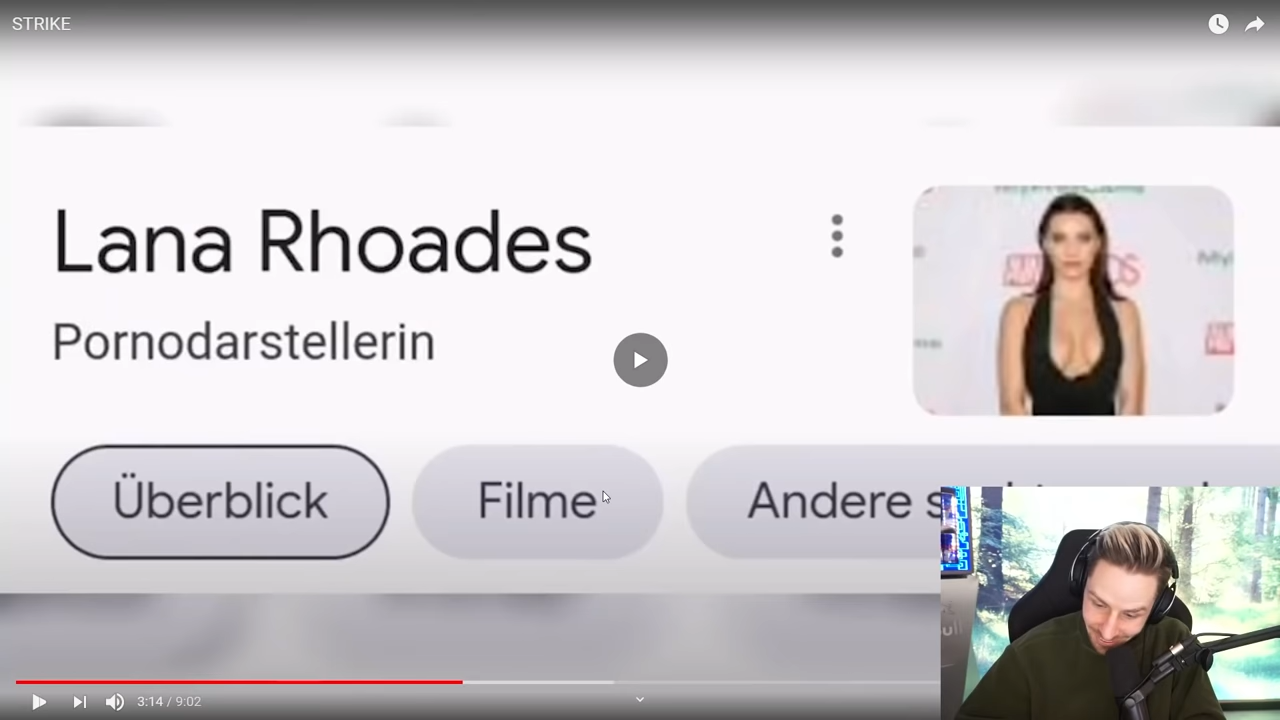 STRIKE
Lana Rhoades
Pornodarstellerin
Überblick
Filme
Andere
3:14 / 9:02